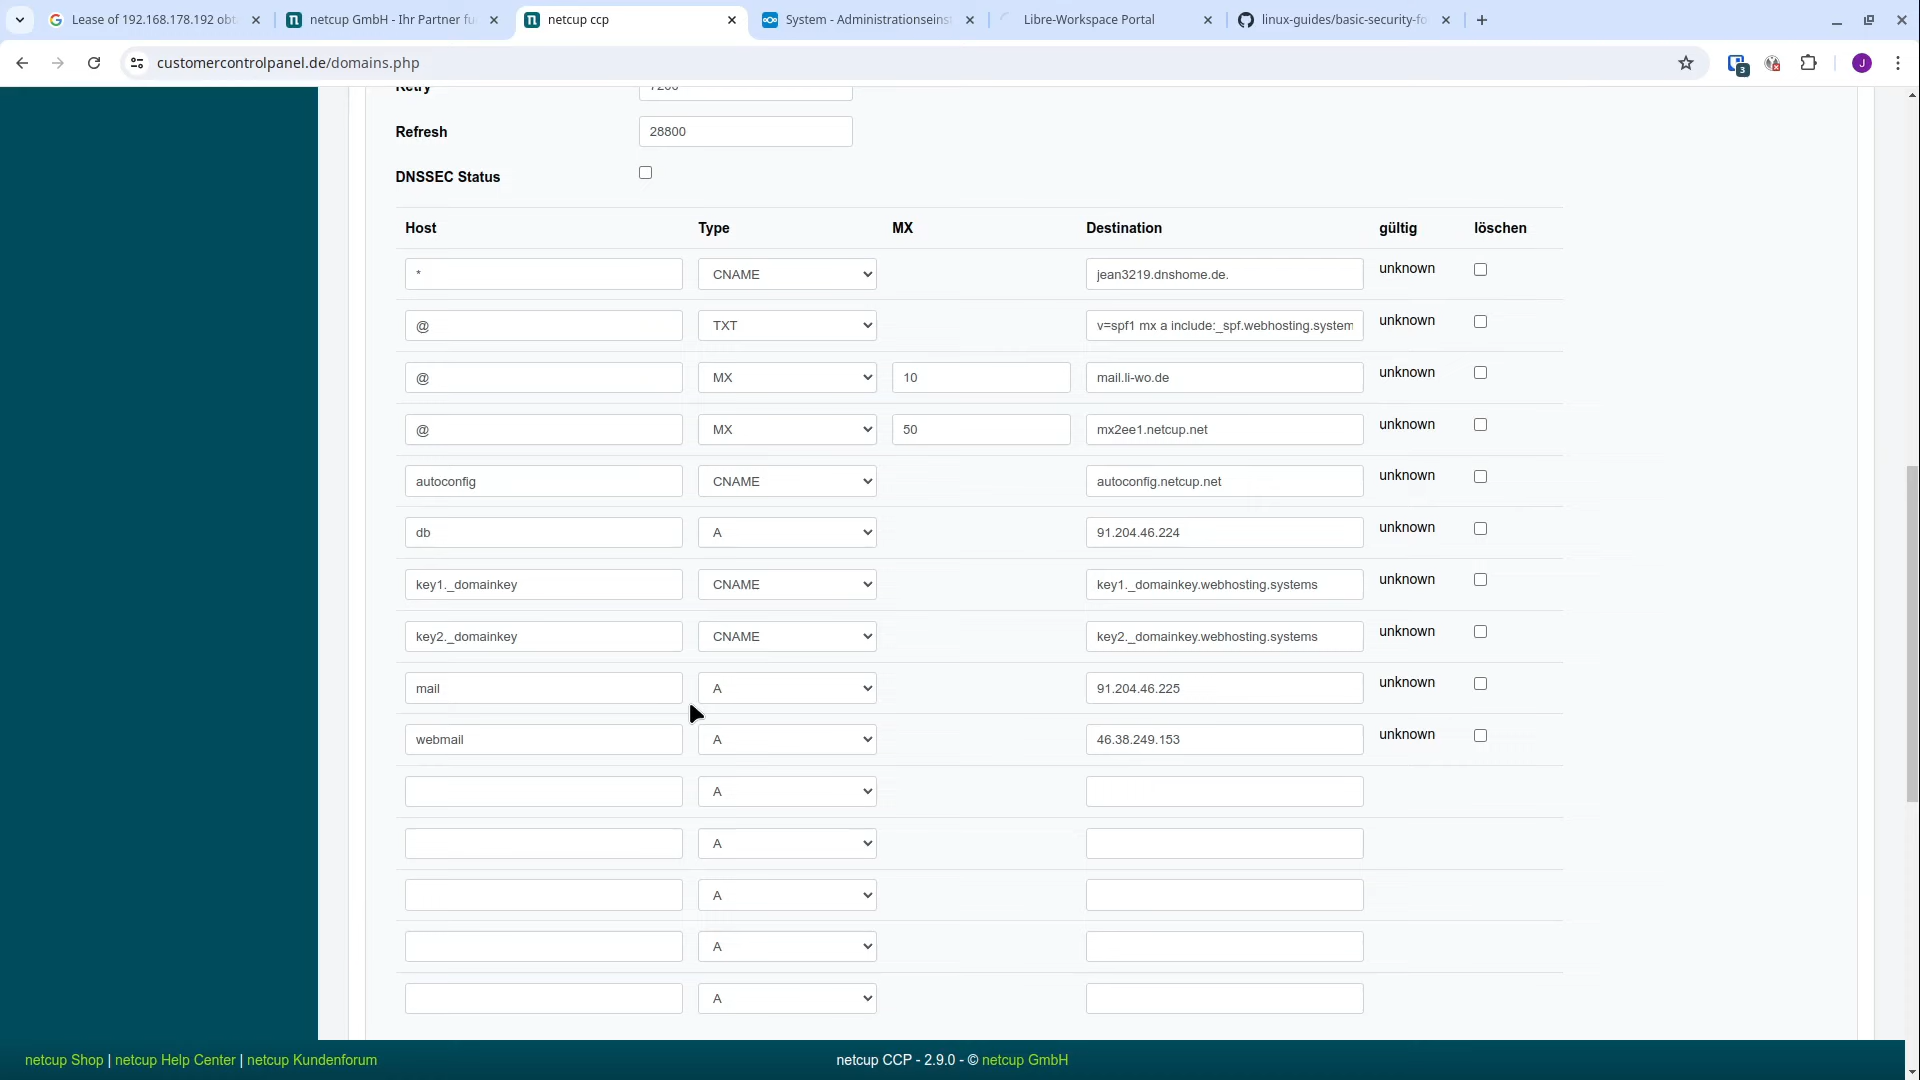 Lease of 192.168.178.192 obt
netcup GmbH - Ihr Partner fu
netcup ccp
System - Administrationseins
Libre-Workspace Portal
linux-guides/basic-security-fo
customercontrolpanel.de/domains.php
3
J
Retry
7200
Refresh
28800
DNSSEC Status
Host Type MX Destination gültig löschen
* CNAME jean3219.dnshome.de. unknown
@ TXT v=spf1 mx a include:_spf.webhosting.system unknown
@ MX 10 mail.li-wo.de unknown
@ MX 50 mx2ee1.netcup.net unknown
autoconfig CNAME autoconfig.netcup.net unknown
db A 91.204.46.224 unknown
key1._domainkey CNAME key1._domainkey.webhosting.systems unknown
key2._domainkey CNAME key2._domainkey.webhosting.systems unknown
mail A 91.204.46.225 unknown
webmail A 46.38.249.153 unknown
A
A
A
A
A
netcup Shop | netcup Help Center | netcup Kundenforum
netcup CCP - 2.9.0 - © netcup GmbH